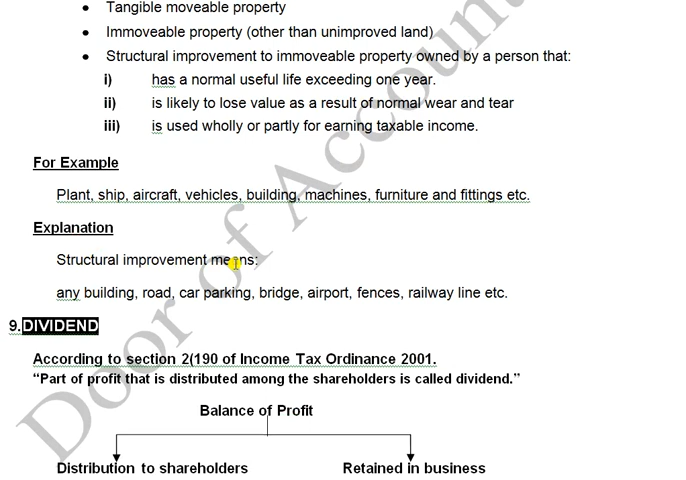 • Tangible moveable property
• Immoveable property (other than unimproved land)
• Structural improvement to immoveable property owned by a person that:
i) has a normal useful life exceeding one year.
ii) is likely to lose value as a result of normal wear and tear
iii) is used wholly or partly for earning taxable income.
For Example
Plant, ship, aircraft, vehicles, building, machines, furniture and fittings etc.
Explanation
Structural improvement means:
any building, road, car parking, bridge, airport, fences, railway line etc.
9.DIVIDEND
According to section 2(190 of Income Tax Ordinance 2001.
“Part of profit that is distributed among the shareholders is called dividend.”
Balance of Profit
Distribution to shareholders Retained in business
Door of Account